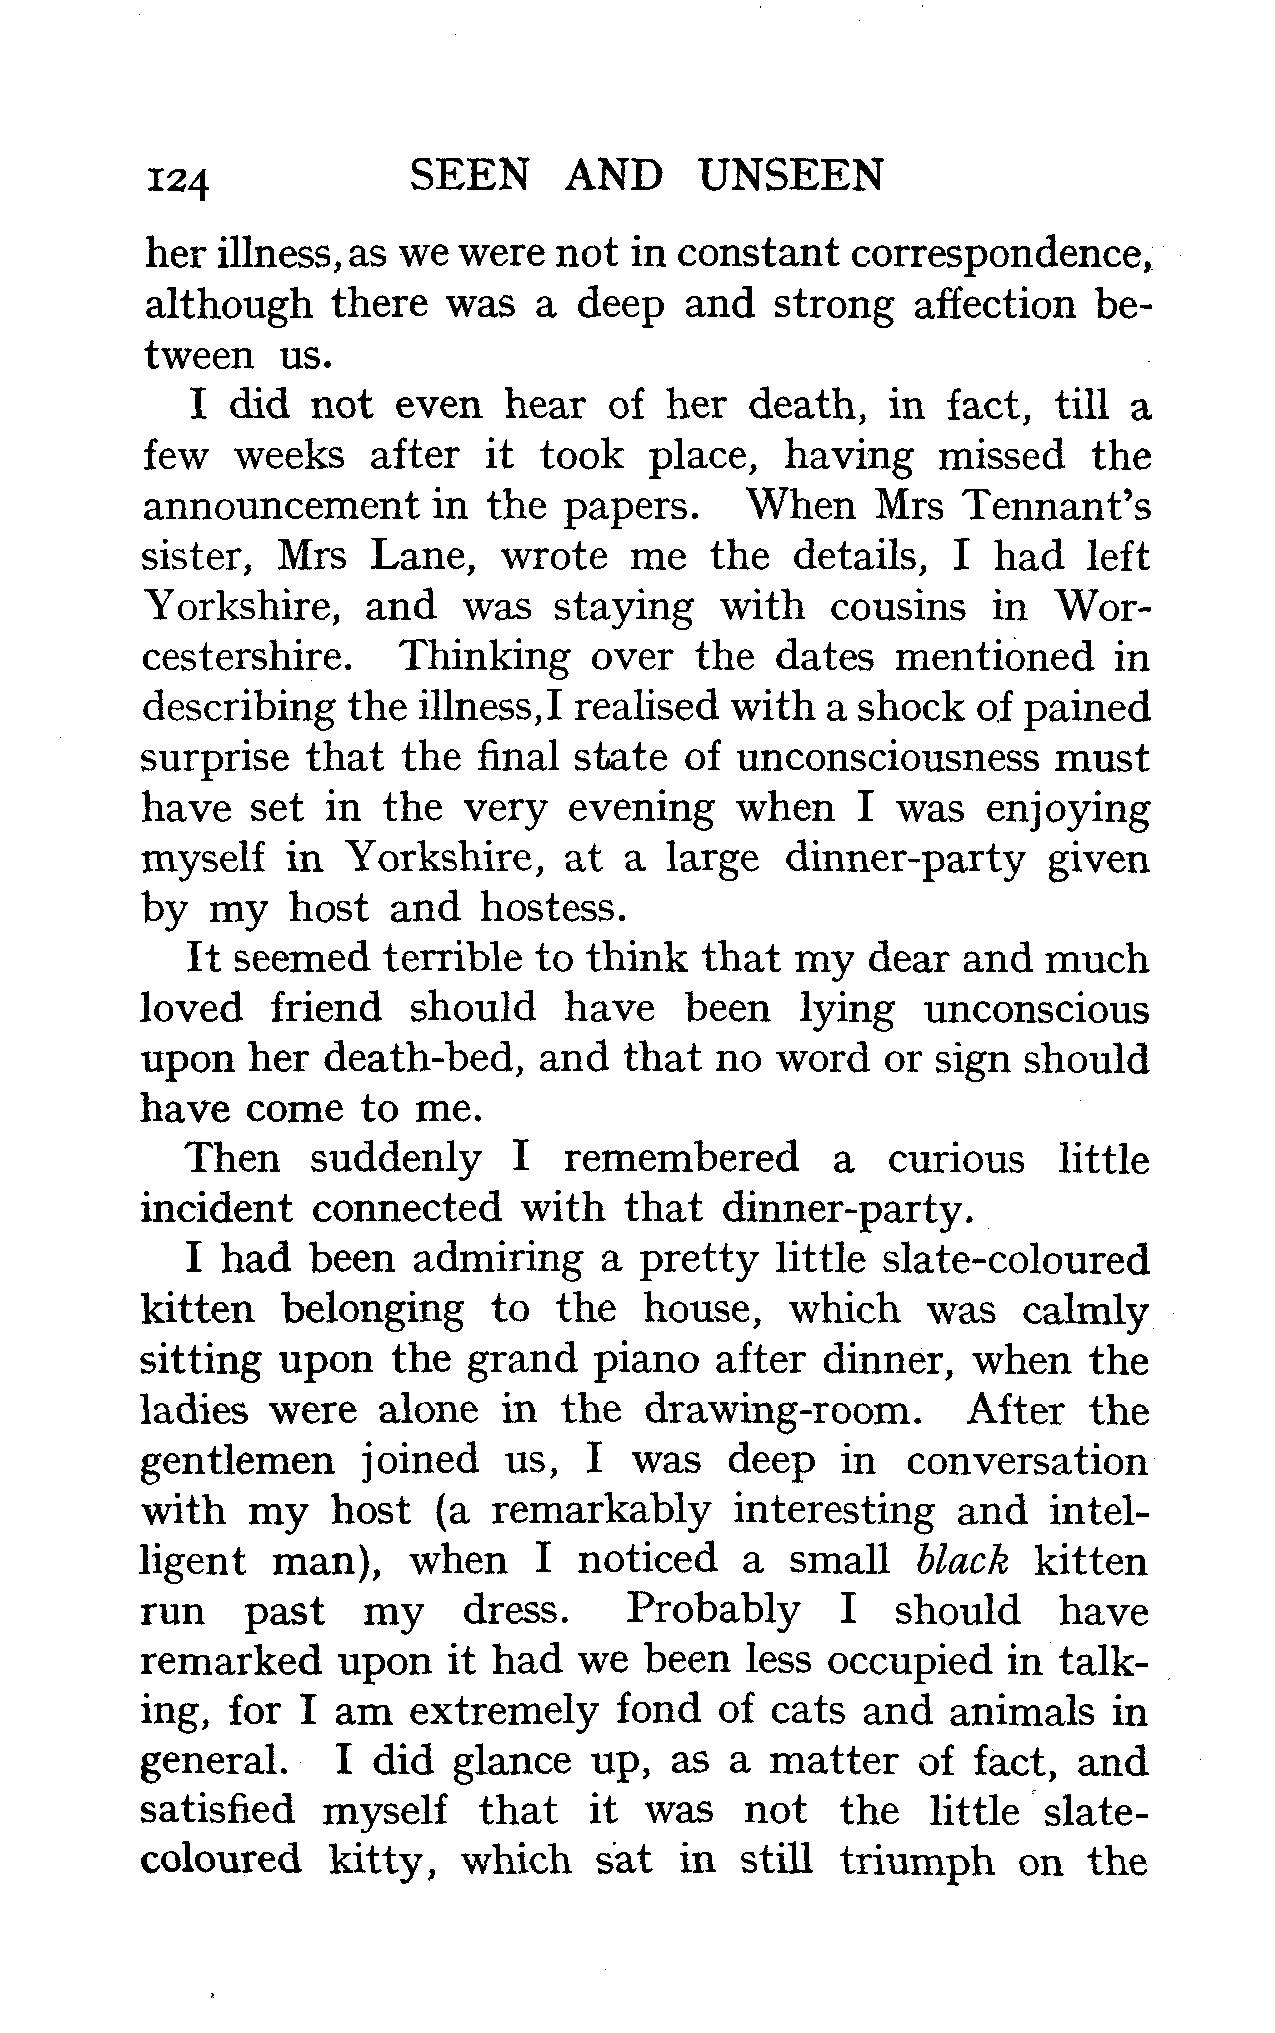 124 SEEN AND UNSEEN
her illness, as we were not in constant correspondence,
although there was a deep and strong affection be-
tween us.
I did not even hear of her death, in fact, till a
few weeks after it took place, having missed the
announcement in the papers. When Mrs Tennant's
sister, Mrs Lane, wrote me the details, I had left
Yorkshire, and was staying with cousins in Wor-
cestershire. Thinking over the dates mentioned in
describing the illness, I realised with a shock of pained
surprise that the final state of unconsciousness must
have set in the very evening when I was enjoying
myself in Yorkshire, at a large dinner-party given
by my host and hostess.
It seemed terrible to think that my dear and much
loved friend should have been lying unconscious
upon her death-bed, and that no word or sign should
have come to me.
Then suddenly I remembered a curious little
incident connected with that dinner-party.
I had been admiring a pretty little slate-coloured
kitten belonging to the house, which was calmly
sitting upon the grand piano after dinner, when the
ladies were alone in the drawing-room. After the
gentlemen joined us, I was deep in conversation
with my host (a remarkably interesting and intel-
ligent man), when I noticed a small black kitten
run past my dress. Probably I should have
remarked upon it had we been less occupied in talk-
ing, for I am extremely fond of cats and animals in
general. I did glance up, as a matter of fact, and
satisfied myself that it was not the little slate-
coloured kitty, which sat in still triumph on the